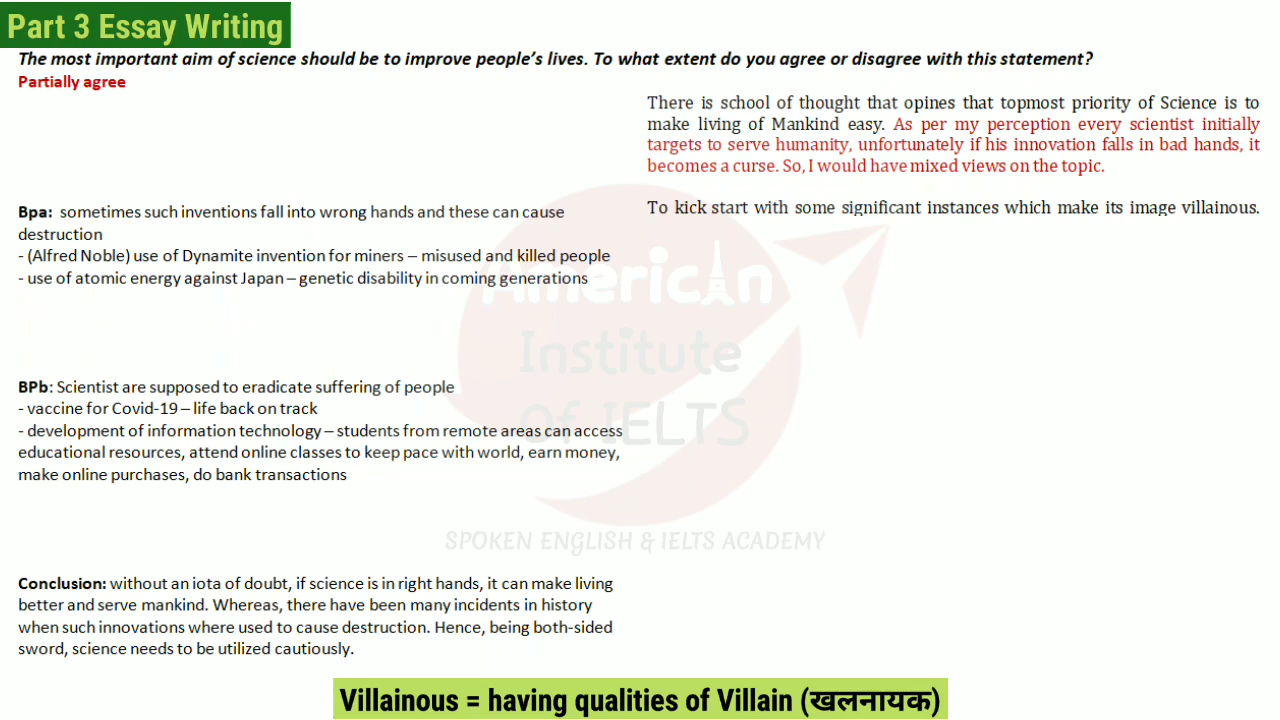 Part 3 Essay Writing
The most important aim of science should be to improve people's lives. To what extent do you agree or disagree with this statement?
Partially agree
Bpa: sometimes such inventions fall into wrong hands and these can cause
destruction
- (Alfred Noble) use of Dynamite invention for miners – misused and killed people
- use of atomic energy against Japan – genetic disability in coming generations
BPb: Scientist are supposed to eradicate suffering of people
- vaccine for Covid-19 – life back on track
- development of information technology – students from remote areas can access
educational resources, attend online classes to keep pace with world, earn money,
make online purchases, do bank transactions
Conclusion: without an iota of doubt, if science is in right hands, it can make living
better and serve mankind. Whereas, there have been many incidents in history
when such innovations where used to cause destruction. Hence, being both-sided
sword, science needs to be utilized cautiously.
There is school of thought that opines that topmost priority of Science is to
make living of Mankind easy. As per my perception every scientist initially
targets to serve humanity, unfortunately if his innovation falls in bad hands, it
becomes a curse. So, I would have mixed views on the topic.
To kick start with some significant instances which make its image villainous.
American
Institute
Of IELTS
SPOKEN ENGLISH & IELTS ACADEMY
Villainous = having qualities of Villain (खलनायक)